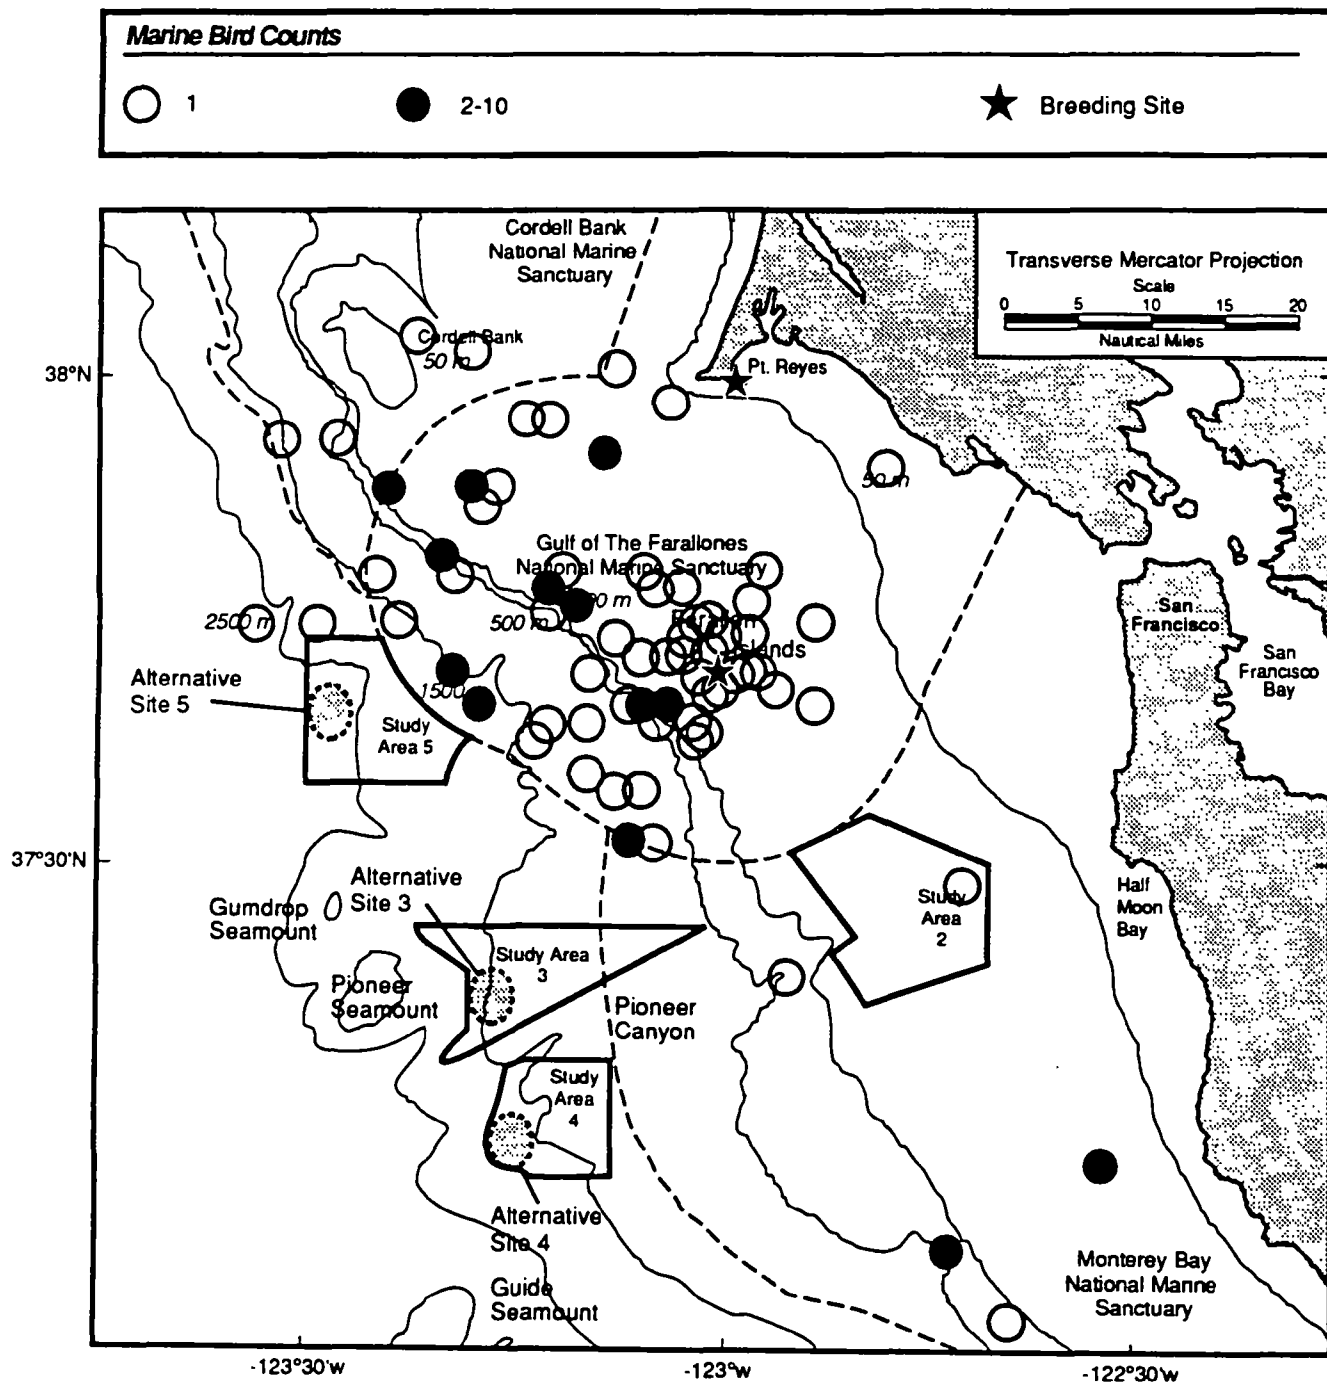 Marine Bird Counts
1
2-10
Breeding Site
Cordell Bank
National Marine
Sanctuary
Transverse Mercator Projection
Scale
0 5 10 15 20
Nautical Miles
Cordell Bank
50 m
38°N
Pt. Reyes
50 m
Gulf of The Farallones
National Marine Sanctuary
2500 m
500 m
Farallon
Islands
San
Francisco
San
Francisco
Bay
Alternative
Site 5
1500
Study
Area 5
37°30'N
Alternative
Site 3
Gumdrop
Seamount
Study
Area
2
Half
Moon
Bay
Study Area
3
Pioneer
Seamount
Pioneer
Canyon
Study
Area
4
Alternative
Site 4
Guide
Seamount
Monterey Bay
National Marine
Sanctuary
-123°30'W
-123°W
-122°30'W